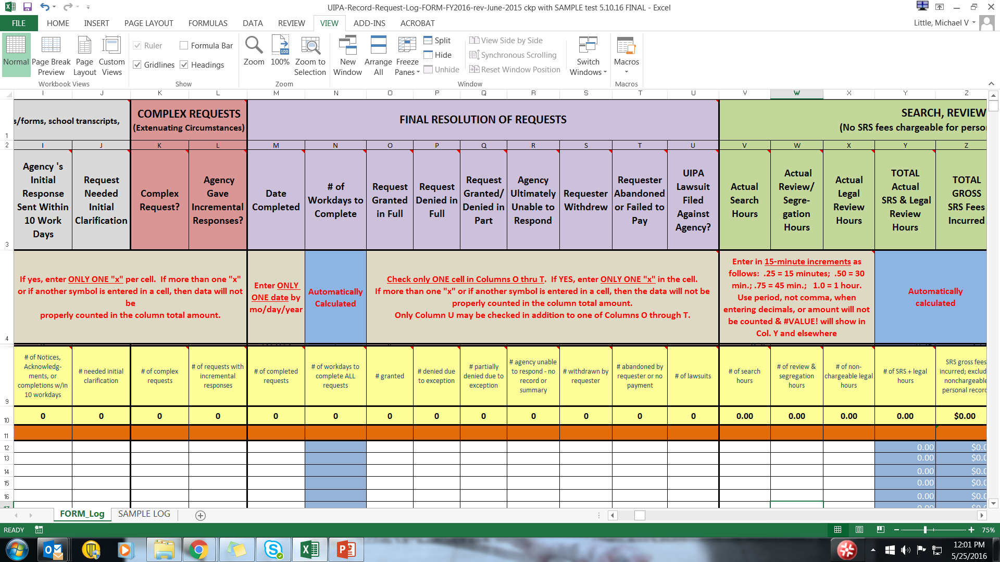 UIPA-Record-Request-Log-FORM-FY2016-rev-June-2015 ckp with SAMPLE test 5.10.16 FINAL - Excel
FILE HOME INSERT PAGE LAYOUT FORMULAS DATA REVIEW VIEW ADD-INS ACROBAT Little, Michael V
Normal
Page Break
Preview
Page
Layout
Custom
Views
Workbook Views
Ruler
Formula Bar
Gridlines
Headings
Show
Zoom
100
100%
Zoom to
Selection
Zoom
New
Window
Arrange
All
Freeze
Panes
Split
Hide
Unhide
View Side by Side
Synchronous Scrolling
Reset Window Position
Window
Switch
Windows
Macros
Macros
I J K L M N O P Q R S T U V W X Y Z
1
s/forms, school transcripts,
COMPLEX REQUESTS
(Extenuating Circumstances)
FINAL RESOLUTION OF REQUESTS
SEARCH, REVIEW
(No SRS fees chargeable for perso
2 I J K L M N O P Q R S T U V W X Y Z
3
Agency 's
Initial
Response
Sent Within
10 Work
Days
Request
Needed
Initial
Clarification
Complex
Request?
Agency
Gave
Incremental
Responses?
Date
Completed
# of
Workdays to
Complete
Request
Granted
in Full
Request
Denied in
Full
Request
Granted/
Denied in
Part
Agency
Ultimately
Unable to
Respond
Requester
Withdrew
Requester
Abandoned
or Failed to
Pay
UIPA
Lawsuit
Filed
Against
Agency?
Actual
Search
Hours
Actual
Review/
Segre-
gation
Hours
Actual
Legal
Review
Hours
TOTAL
Actual
SRS & Legal
Review
Hours
TOTAL
GROSS
SRS Fees
Incurred
4
If yes, enter ONLY ONE "x" per cell. If more than one "x"
or if another symbol is entered in a cell, then data will not
be
properly counted in the column total amount.
Enter ONLY
ONE date by
mo/day/year
Automatically
Calculated
Check only ONE cell in Columns O thru T. If YES, enter ONLY ONE "x" in the cell.
If more than one "x" or if another symbol is entered in a cell, then the data will not be
properly counted in the column total amount.
Only Column U may be checked in addition to one of Columns O through T.
Enter in 15-minute increments as
follows: .25 = 15 minutes; .50 = 30
min.; .75 = 45 min.; 1.0 = 1 hour.
Use period, not comma, when
entering decimals, or amount will not
be counted & #VALUE! will show in
Col. Y and elsewhere
Automatically
calculated
9
# of Notices,
Acknowledg-
ments, or
completions w/in
10 workdays
# needed initial
clarification
# of complex
requests
# of requests with
incremental
responses
# of completed
requests
# of workdays to
complete ALL
requests
# granted
# denied due
to exception
# partially
denied due to
exception
# agency unable
to respond - no
record or
summary
# withdrawn by
requester
# abandoned by
requester or no
payment
# of lawsuits
# of search
hours
# of review &
segregation
hours
# of non-
chargeable legal
hours
# of SRS + legal
hours
SRS gross fees
incurred; exclud
nonchargeable
personal record
10 0 0 0 0 0 0 0 0 0 0 0 0 0 0.00 0.00 0.00 0.00 $0.00
11
12 0.00 $0.0
13 0.00 $0.0
14 0.00 $0.0
15 0.00 $0.0
16 0.00 $0.0
17 0.00 $0.0
FORM_Log SAMPLE LOG
READY 75%
12:01 PM
5/25/2016